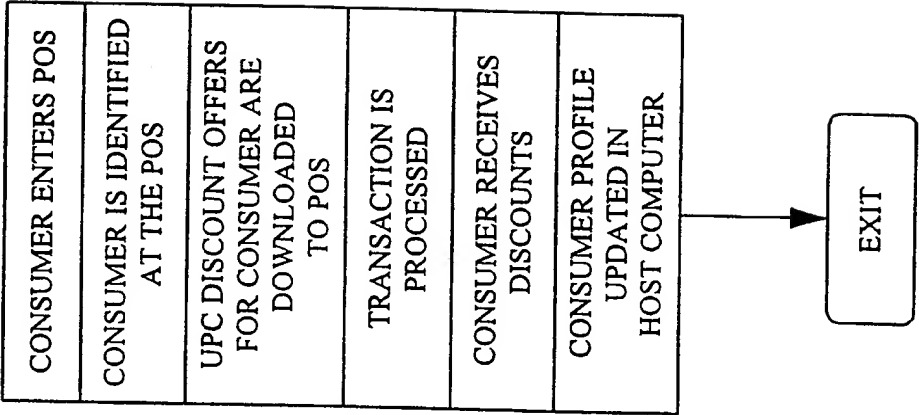 CONSUMER ENTERS POS
CONSUMER IS IDENTIFIED
AT THE POS
UPC DISCOUNT OFFERS
FOR CONSUMER ARE
DOWNLOADED
TO POS
TRANSACTION IS
PROCESSED
CONSUMER RECEIVES
DISCOUNTS
CONSUMER PROFILE
UPDATED IN
HOST COMPUTER
EXIT